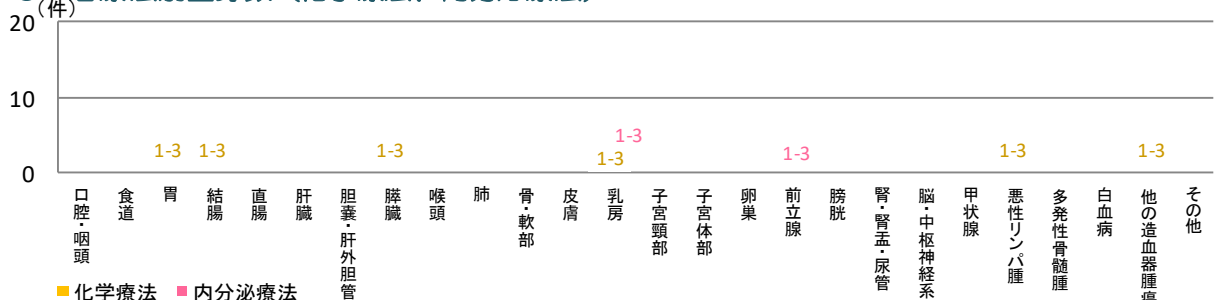 (件)
20
10
0
1-3
1-3
1-3
1-3
1-3
1-3
1-3
1-3
口腔・咽頭
食道
胃
結腸
直腸
肝臓
胆嚢・肝外胆管
膵臓
喉頭
肺
骨・軟部
皮膚
乳房
子宮頸部
子宮体部
卵巣
前立腺
膀胱
腎・腎盂・尿管
脳・中枢神経系
甲状腺
悪性リンパ腫
多発性骨髄腫
白血病
他の造血器腫瘍
その他
化学療法
内分泌療法